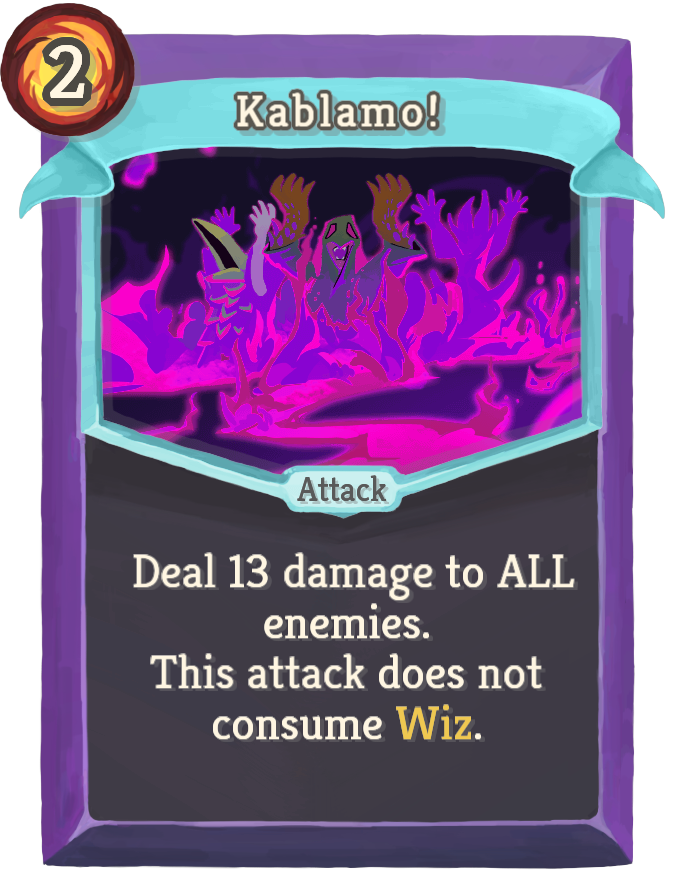 2
Kablamo!
Attack
Deal 13 damage to ALL
enemies.
This attack does not
consume Wiz.